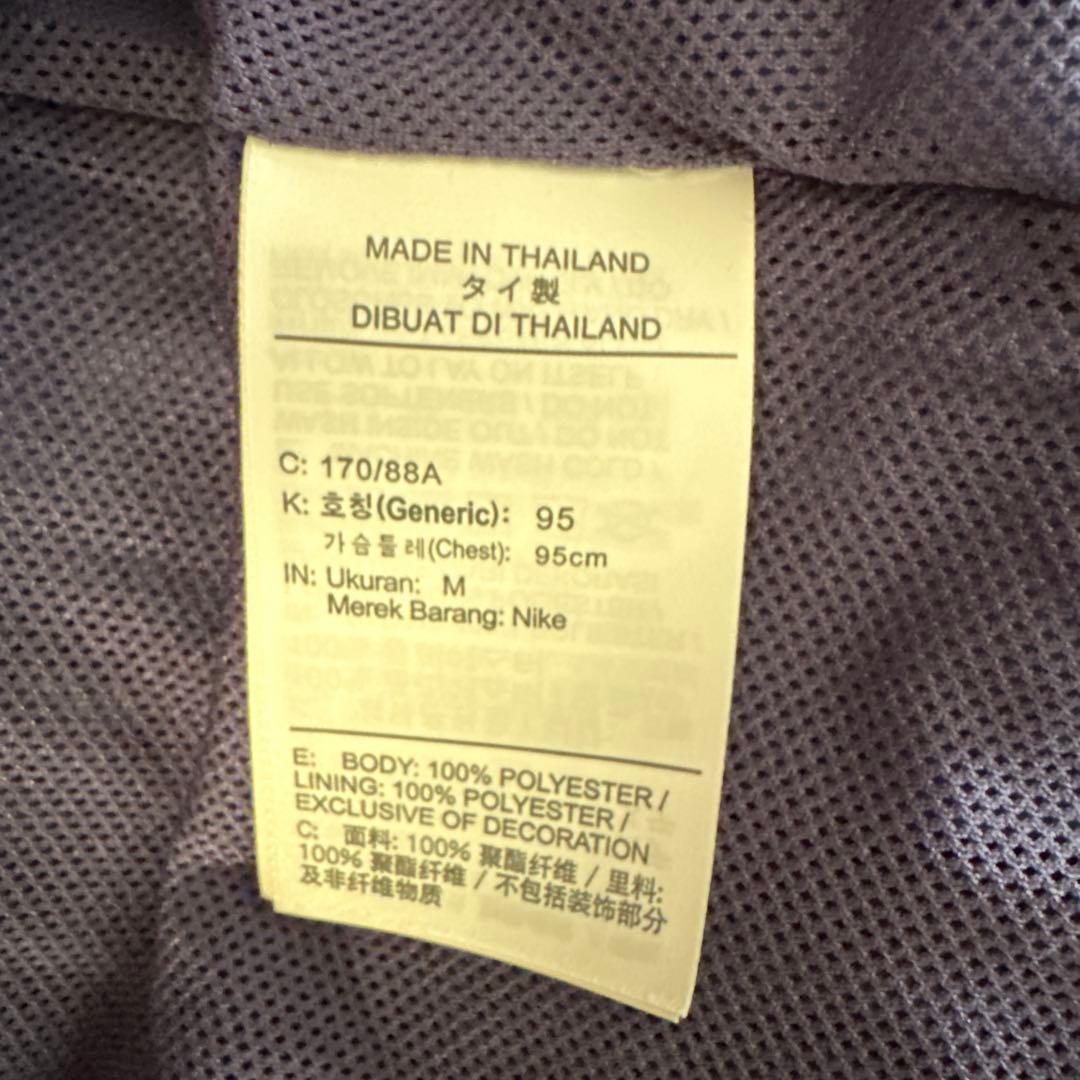 MADE IN THAILAND
タイ製
DIBUAT DI THAILAND
C: 170/88A
K: 호칭(Generic): 95
가슴둘레(Chest): 95cm
IN: Ukuran: M
Merek Barang: Nike
E: BODY: 100% POLYESTER /
LINING: 100% POLYESTER /
EXCLUSIVE OF DECORATION
C: 面料: 100% 聚酯纤维 / 里料:
100% 聚酯纤维 / 不包括装饰部分
及非纤维物质